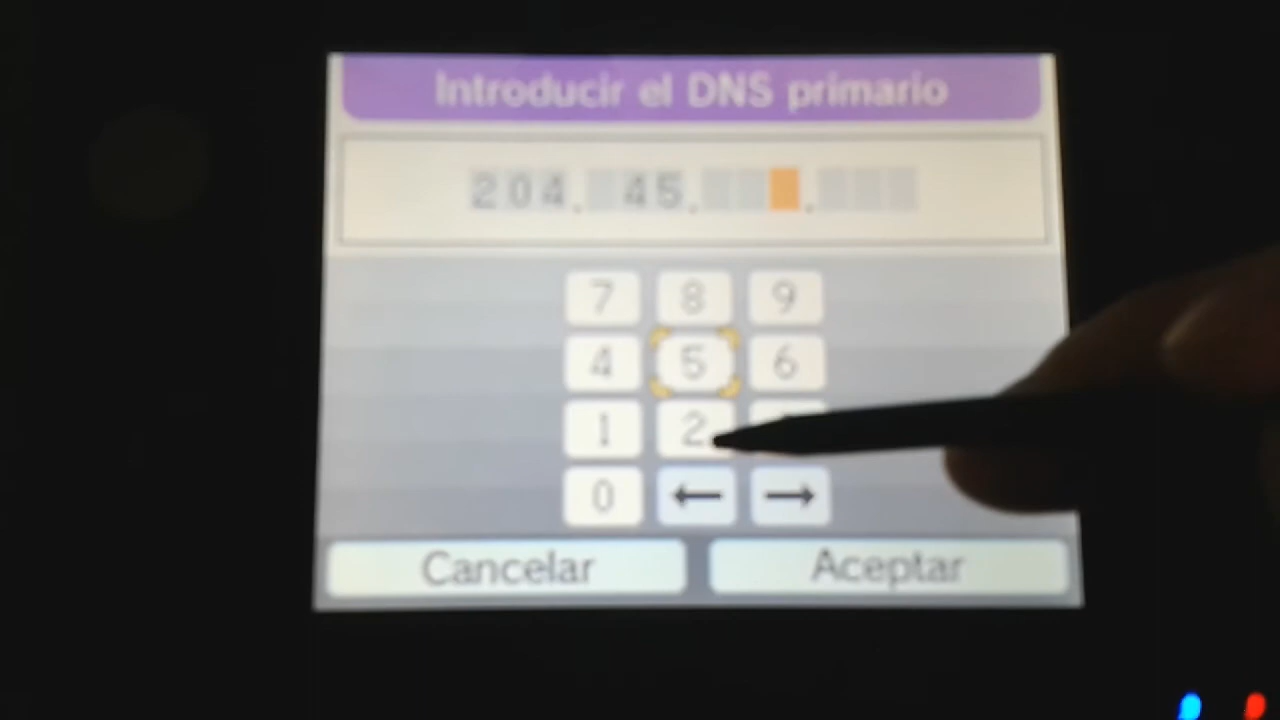 Introducir el DNS primario
204. 45. .
7 8 9
4 5 6
1 2
0 ← →
Cancelar Aceptar